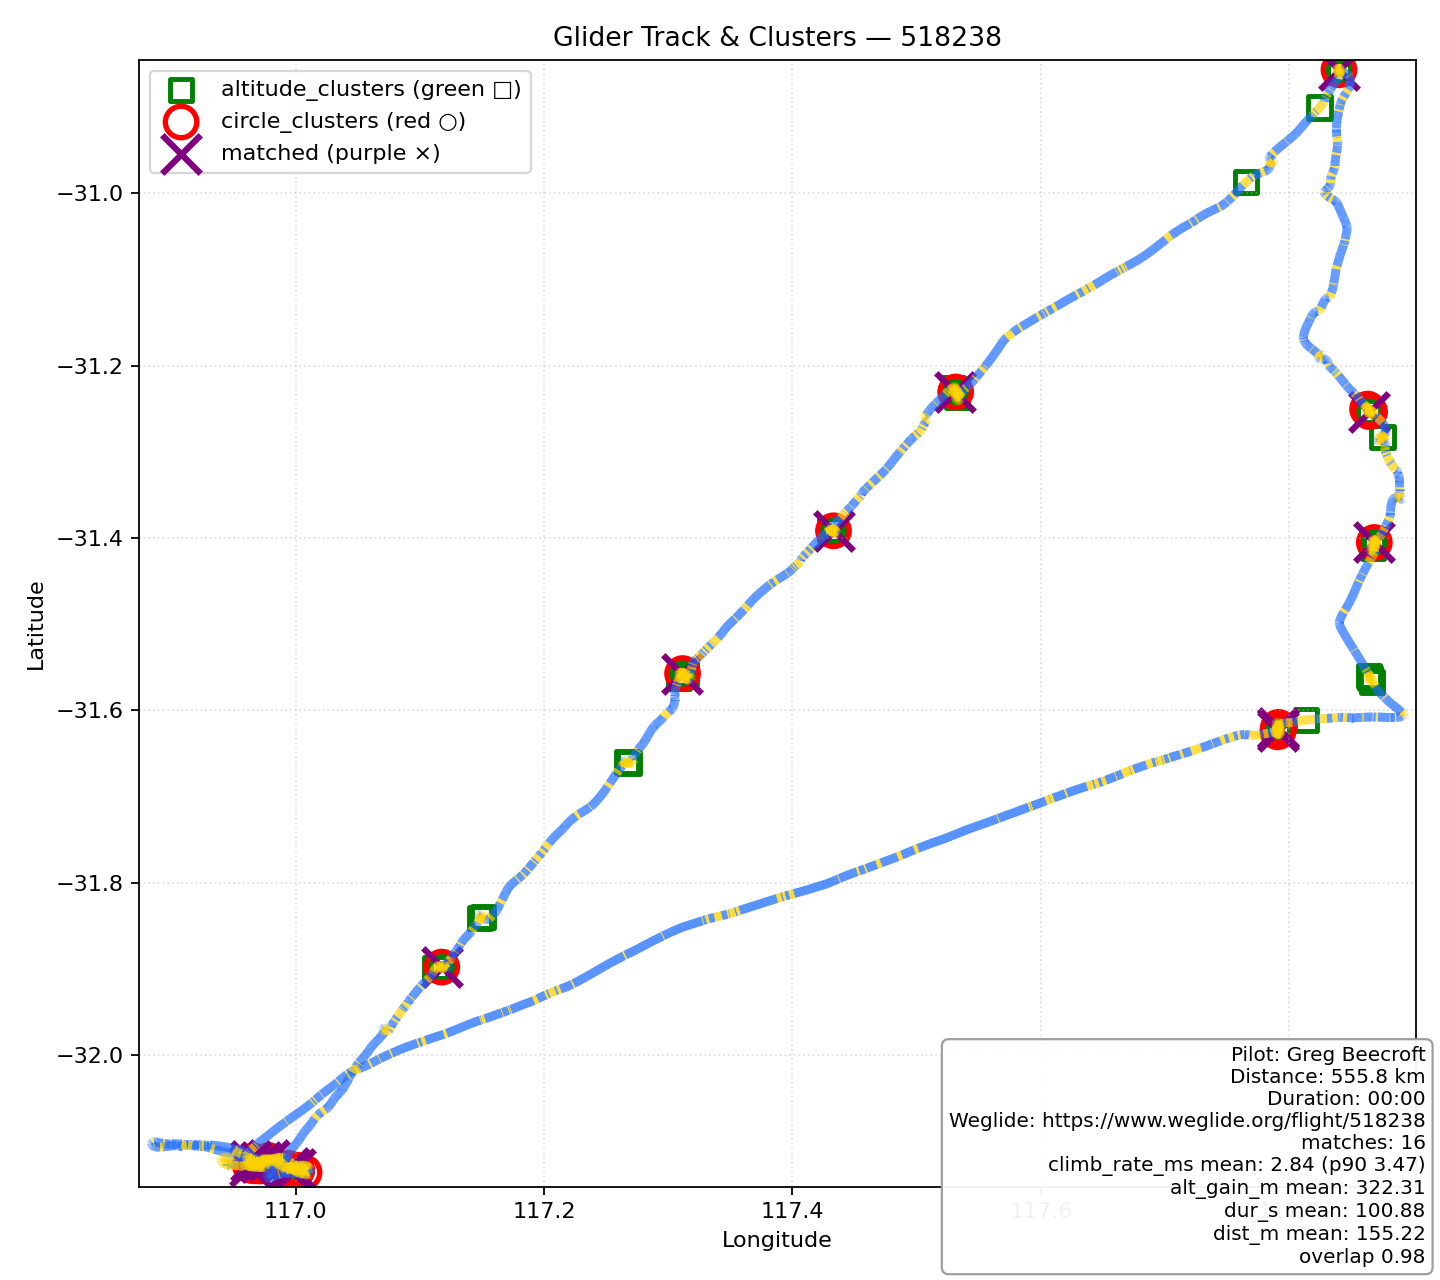 Glider Track & Clusters — 518238
altitude_clusters (green □)
circle_clusters (red ○)
matched (purple ×)
−31.0
−31.2
−31.4
−31.6
−31.8
−32.0
Latitude
117.0
117.2
117.4
117.6
Longitude
Pilot: Greg Beecroft
Distance: 555.8 km
Duration: 00:00
Weglide: https://www.weglide.org/flight/518238
matches: 16
climb_rate_ms mean: 2.84 (p90 3.47)
alt_gain_m mean: 322.31
dur_s mean: 100.88
dist_m mean: 155.22
overlap 0.98